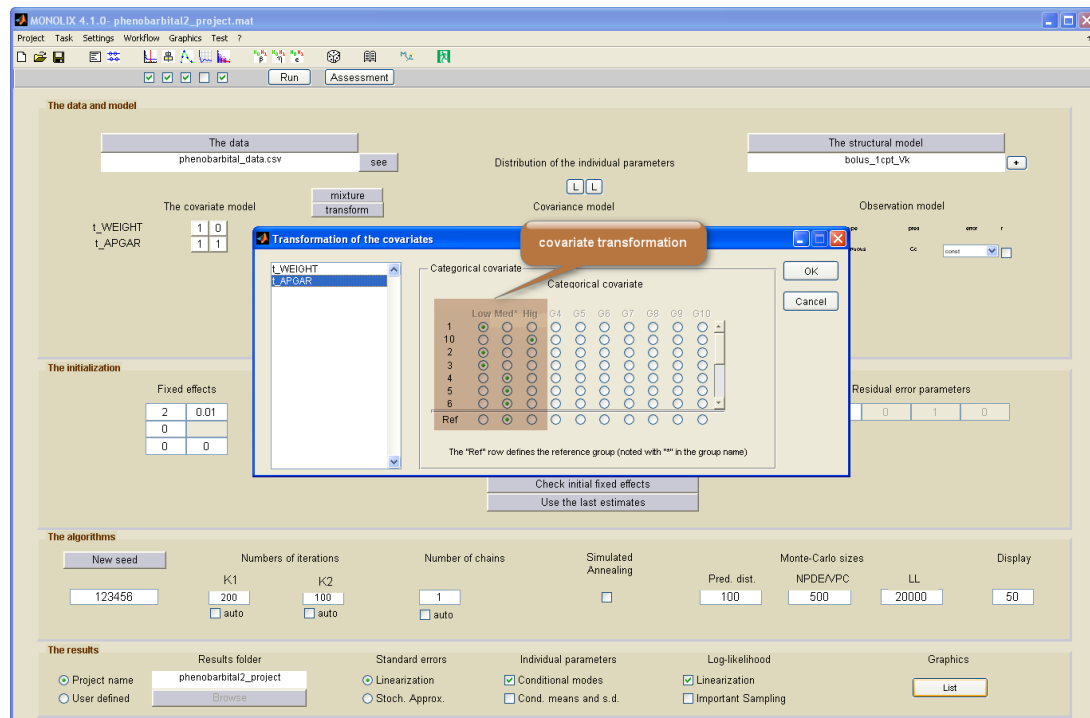 MONOLIX 4.1.0- phenobarbital2_project.mat
Project Task Settings Workflow Graphics Test ?
Run Assessment
The data and model
The data
phenobarbital_data.csv see
Distribution of the individual parameters
L L
The structural model
bolus_1cpt_Vk +
mixture
transform
The covariate model
Covariance model
Observation model
t_WEIGHT 1 0
t_APGAR 1 1
pred error r
Cc const
Transformation of the covariates
covariate transformation
t_WEIGHT
t_APGAR
Categorical covariate
Categorical covariate
Low Med* Hig G4 G5 G6 G7 G8 G9 G10
1
10
2
3
4
5
6
Ref
The "Ref" row defines the reference group (noted with "*" in the group name)
OK
Cancel
The initialization
Fixed effects
2 0.01
0
0 0
Residual error parameters
0 1 0
Check initial fixed effects
Use the last estimates
The algorithms
New seed
123456
Numbers of iterations
K1 K2
200 100
auto auto
Number of chains
1
auto
Simulated
Annealing
Monte-Carlo sizes
Pred. dist. NPDE/VPC LL
100 500 20000
Display
50
The results
Results folder
Project name phenobarbital2_project
User defined Browse
Standard errors
Linearization
Stoch. Approx.
Individual parameters
Conditional modes
Cond. means and s.d.
Log-likelihood
Linearization
Important Sampling
Graphics
List